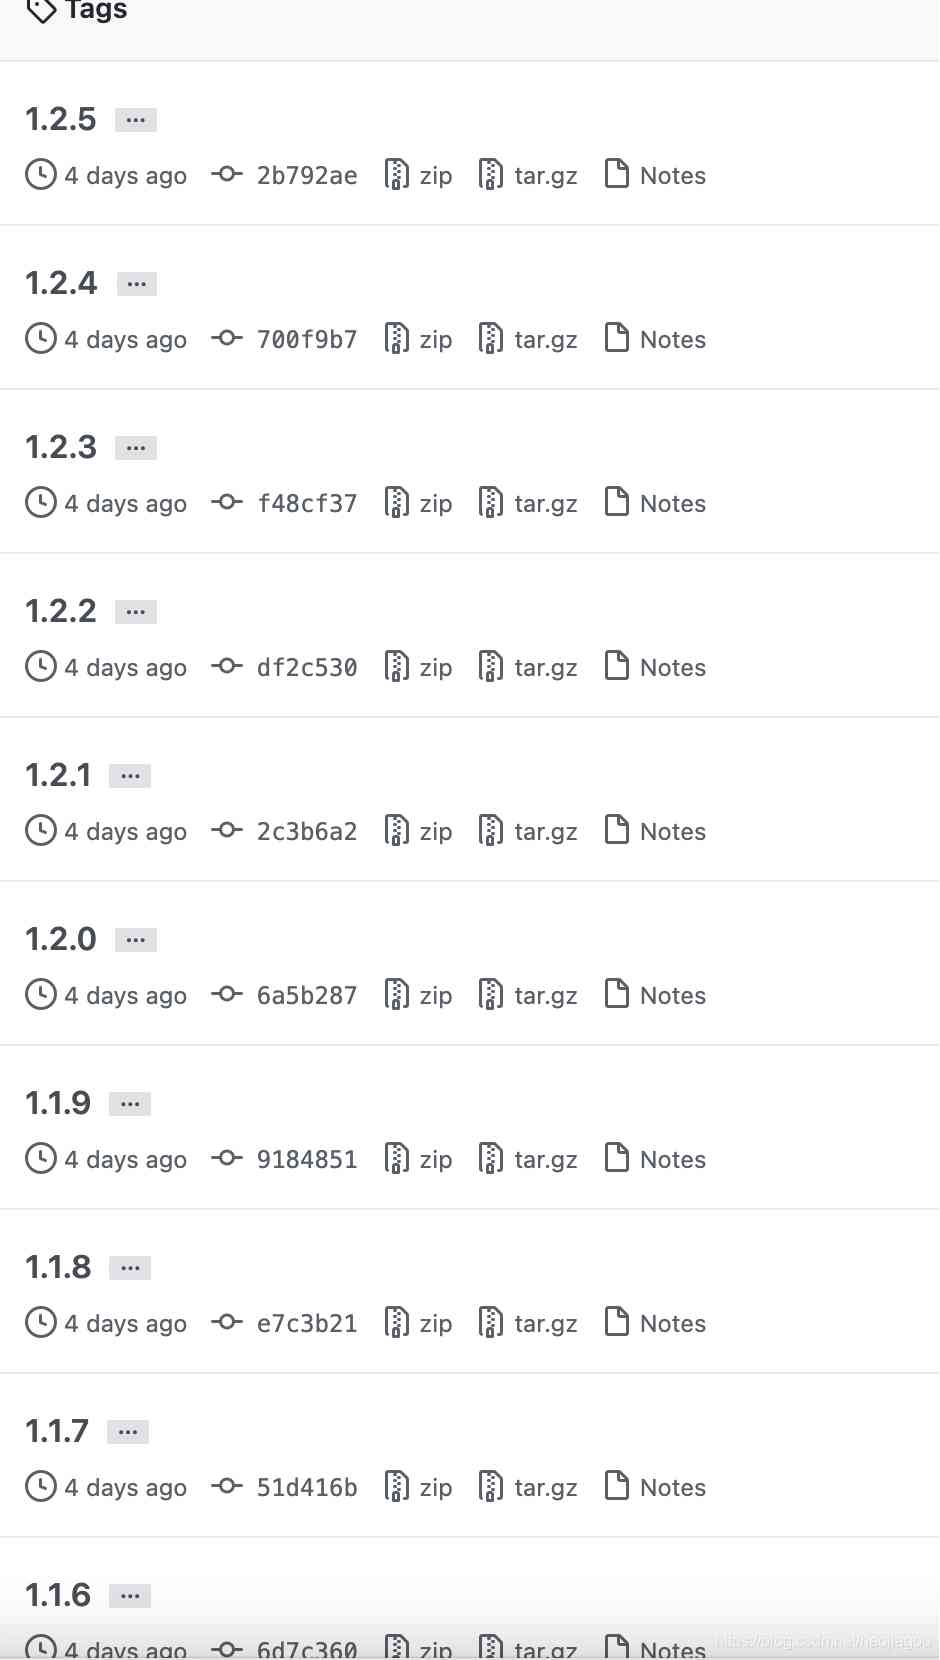 Tags
1.2.5 ...
4 days ago 2b792ae zip tar.gz Notes
1.2.4 ...
4 days ago 700f9b7 zip tar.gz Notes
1.2.3 ...
4 days ago f48cf37 zip tar.gz Notes
1.2.2 ...
4 days ago df2c530 zip tar.gz Notes
1.2.1 ...
4 days ago 2c3b6a2 zip tar.gz Notes
1.2.0 ...
4 days ago 6a5b287 zip tar.gz Notes
1.1.9 ...
4 days ago 9184851 zip tar.gz Notes
1.1.8 ...
4 days ago e7c3b21 zip tar.gz Notes
1.1.7 ...
4 days ago 51d416b zip tar.gz Notes
1.1.6 ...
4 days ago 6d7c360 zip tar.gz Notes